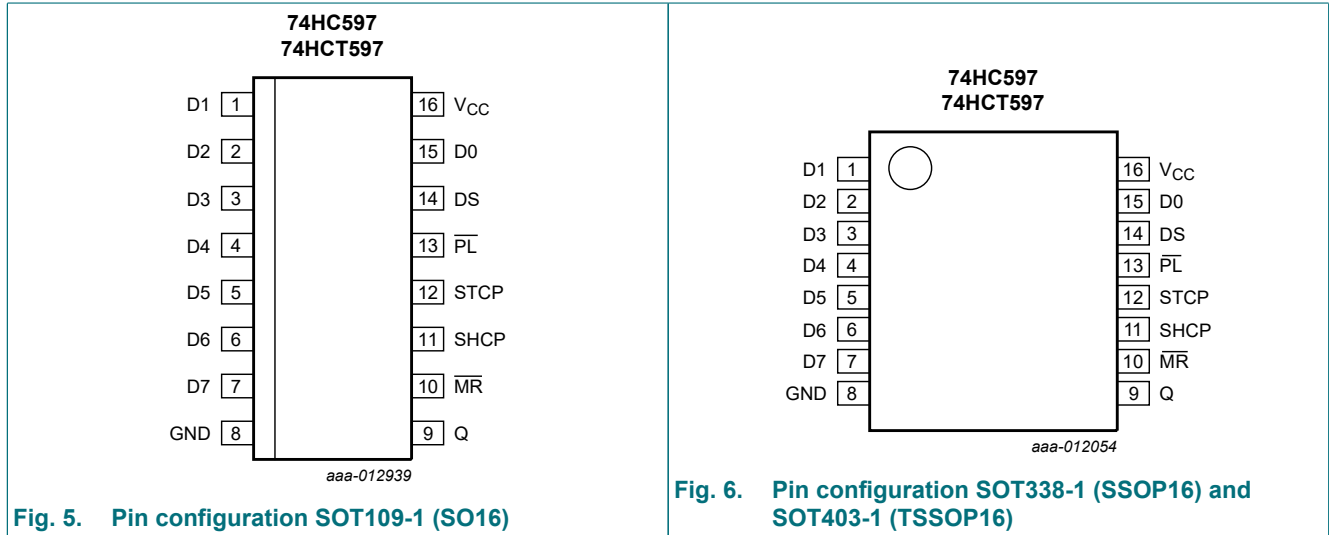 74HC597
74HCT597
D1 1 16 VCC
D2 2 15 D0
D3 3 14 DS
D4 4 13 P̅L̅
D5 5 12 STCP
D6 6 11 SHCP
D7 7 10 M̅R̅
GND 8 9 Q
aaa-012939
Fig. 5. Pin configuration SOT109-1 (SO16)
74HC597
74HCT597
D1 1 16 VCC
D2 2 15 D0
D3 3 14 DS
D4 4 13 P̅L̅
D5 5 12 STCP
D6 6 11 SHCP
D7 7 10 M̅R̅
GND 8 9 Q
aaa-012054
Fig. 6. Pin configuration SOT338-1 (SSOP16) and
SOT403-1 (TSSOP16)